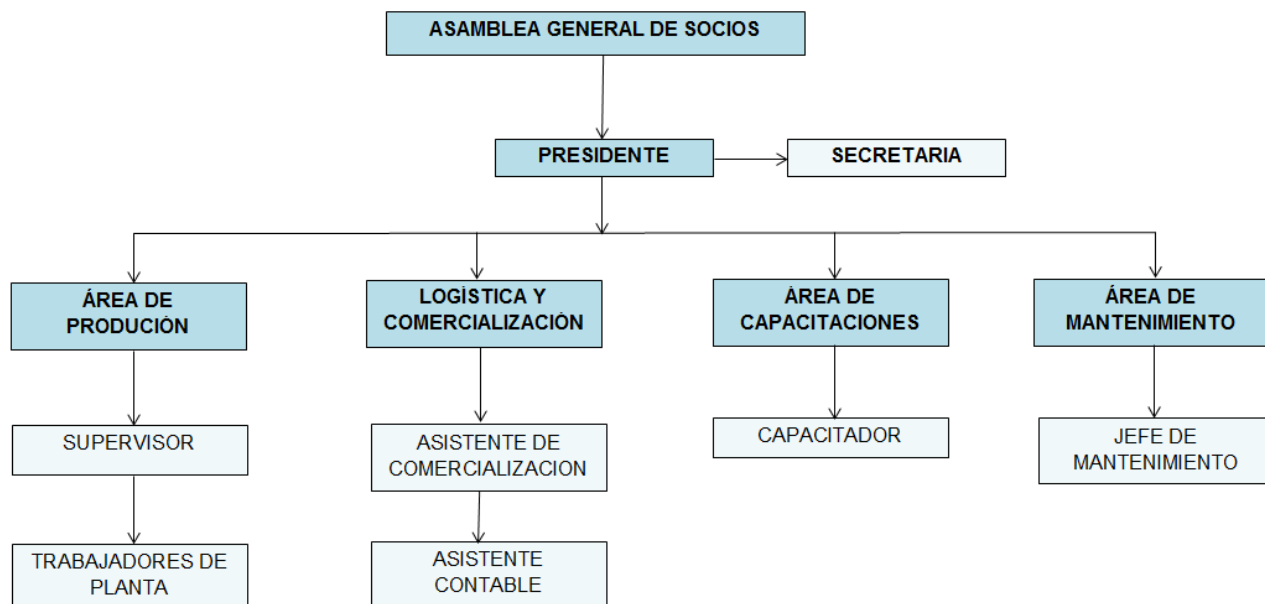 ASAMBLEA GENERAL DE SOCIOS
PRESIDENTE
SECRETARIA
ÁREA DE
PRODUCIÓN
LOGÍSTICA Y
COMERCIALIZACIÓN
ÁREA DE
CAPACITACIONES
ÁREA DE
MANTENIMIENTO
SUPERVISOR
ASISTENTE DE
COMERCIALIZACION
CAPACITADOR
JEFE DE
MANTENIMIENTO
TRABAJADORES DE
PLANTA
ASISTENTE
CONTABLE